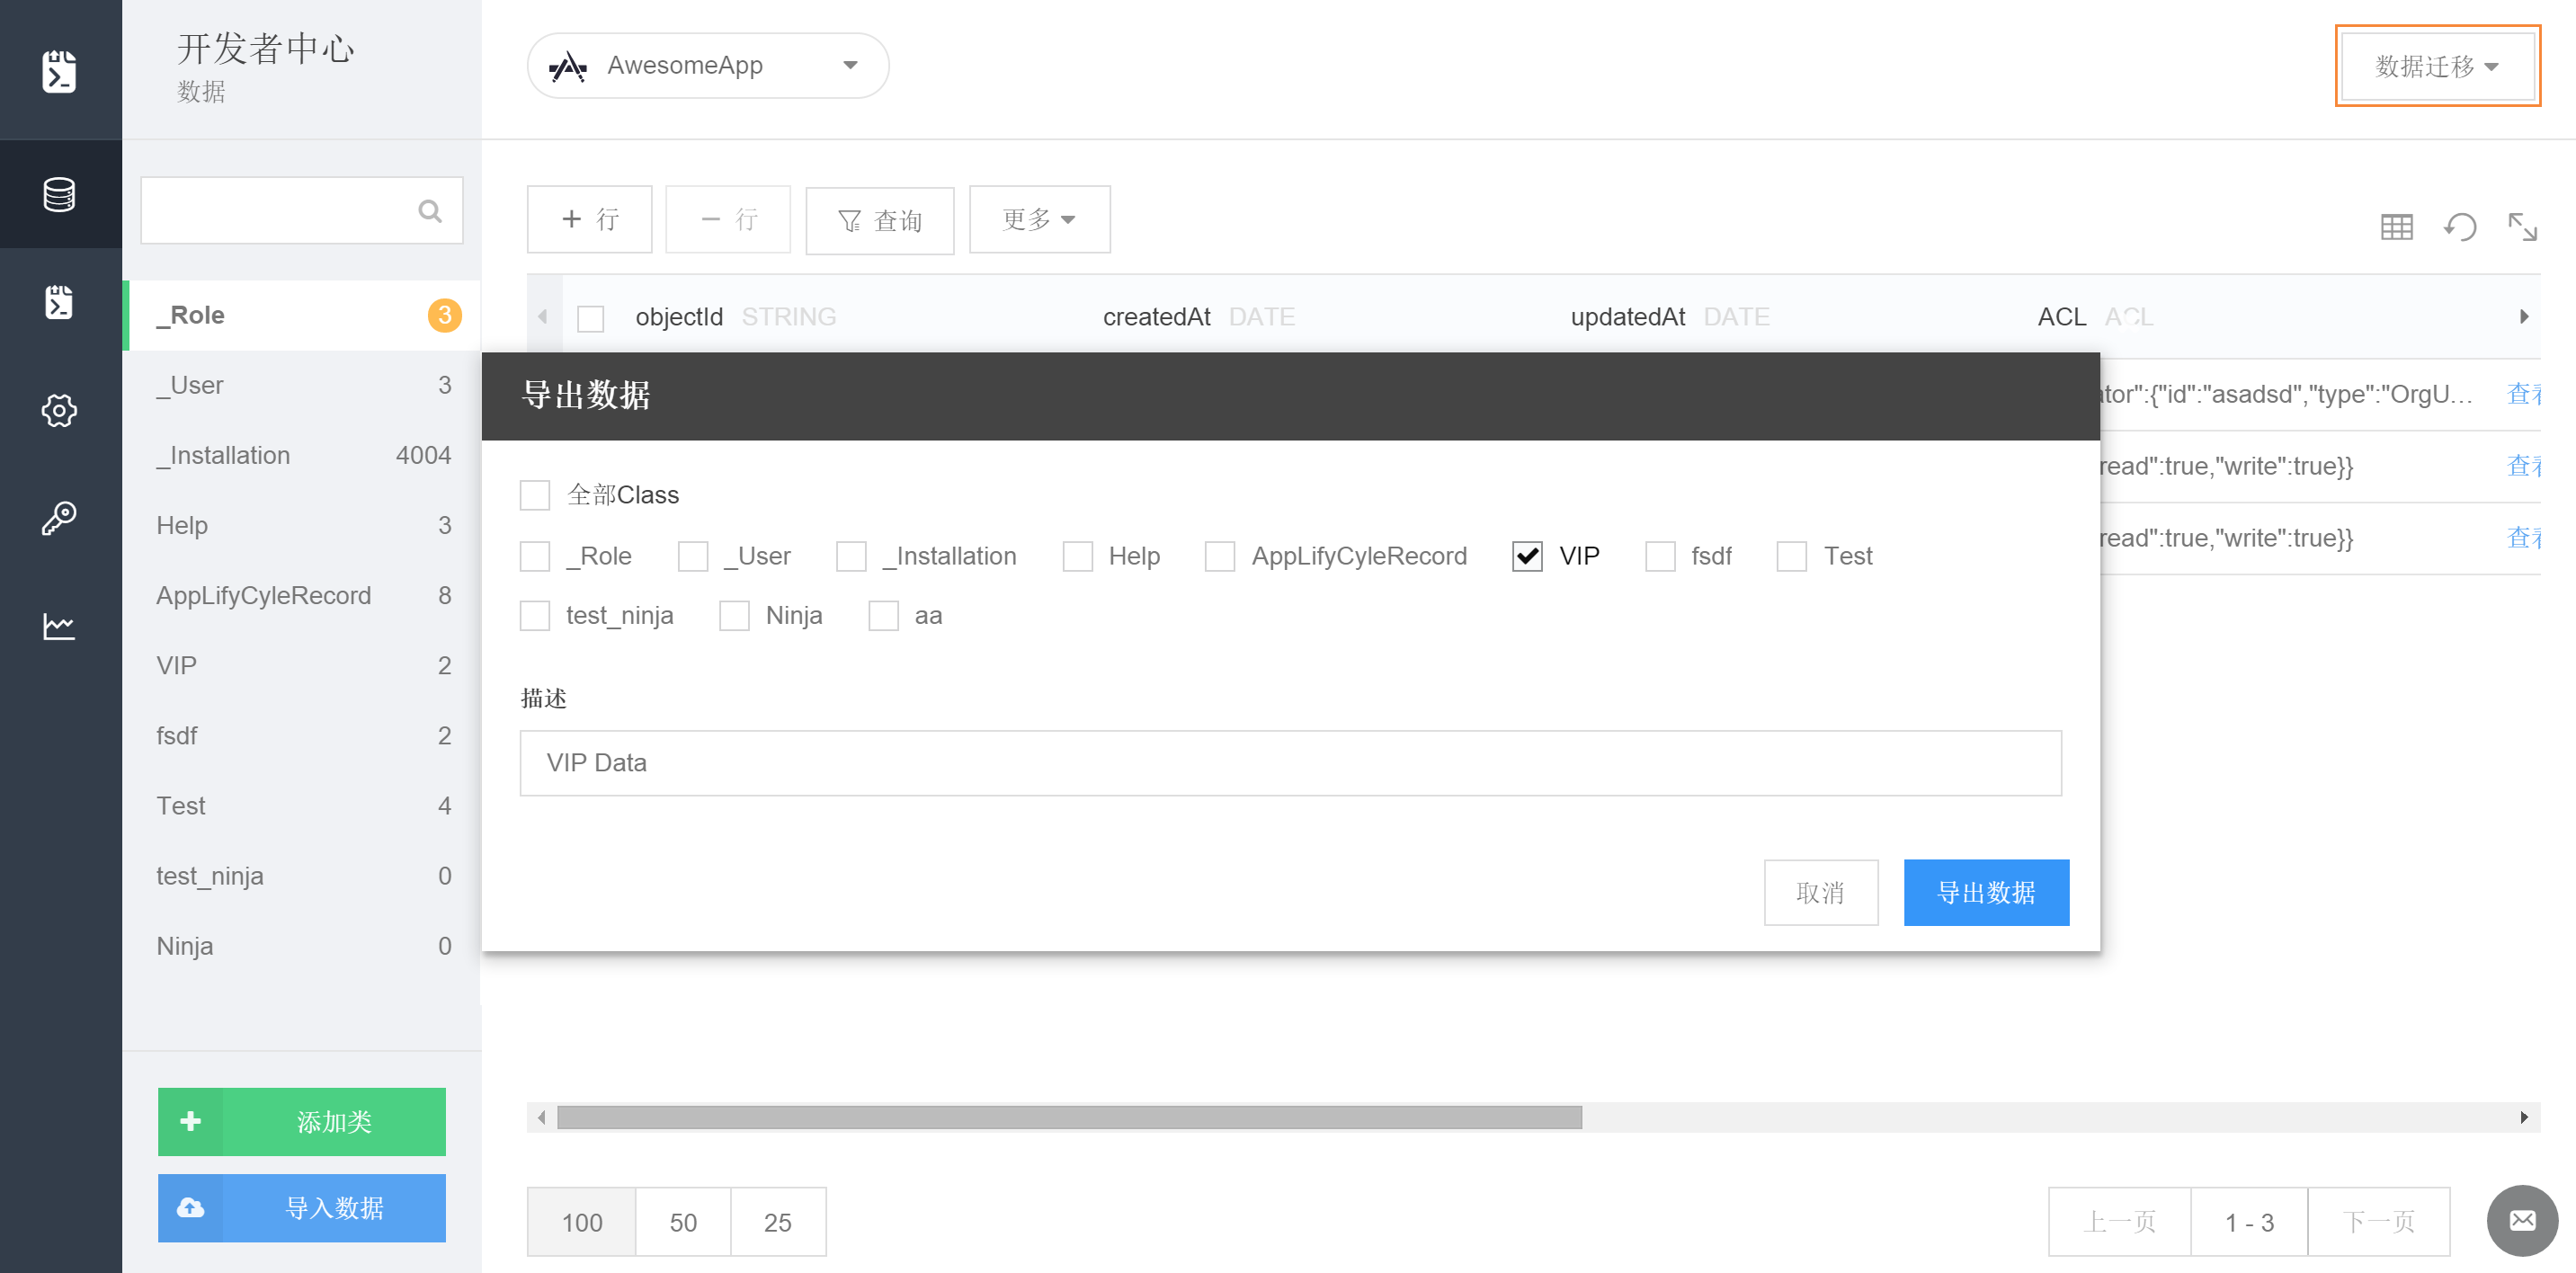 开发者中心
数据
AwesomeApp
数据迁移
行
行
查询
更多
objectId STRING createdAt DATE updatedAt DATE ACL ACL
_Role 3
_User 3
_Installation 4004
Help 3
AppLifyCyleRecord 8
VIP 2
fsdf 2
Test 4
test_ninja 0
Ninja 0
添加类
导入数据
导出数据
全部Class
_Role _User _Installation Help AppLifyCyleRecord VIP fsdf Test
test_ninja Ninja aa
描述
VIP Data
取消 导出数据
ator":{"id":"asadsd","type":"OrgU... 查看
read":true,"write":true}} 查看
read":true,"write":true}} 查看
100 50 25
上一页 1 - 3 下一页